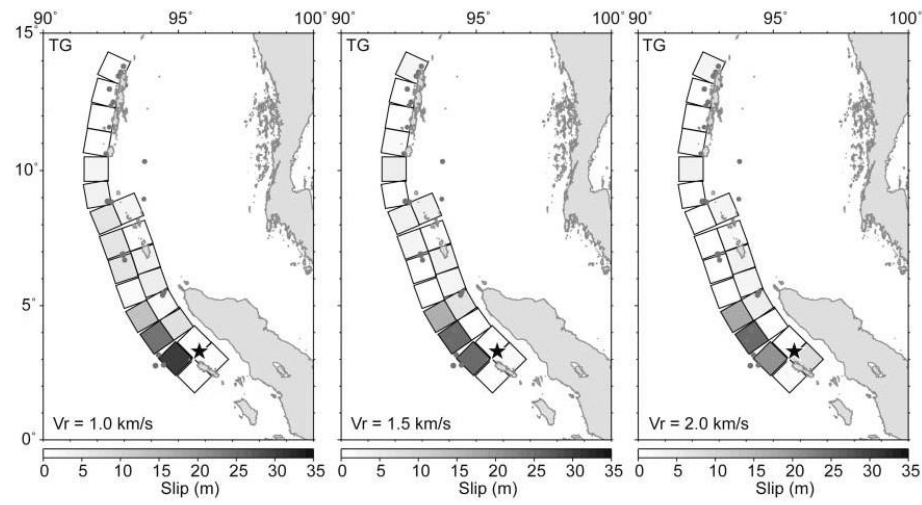 90° 95° 100° 90° 95° 100° 90° 95° 100°
15° TG TG TG
10°
5°
0° Vr = 1.0 km/s Vr = 1.5 km/s Vr = 2.0 km/s
0 5 10 15 20 25 30 35 0 5 10 15 20 25 30 35 0 5 10 15 20 25 30 35
Slip (m) Slip (m) Slip (m)